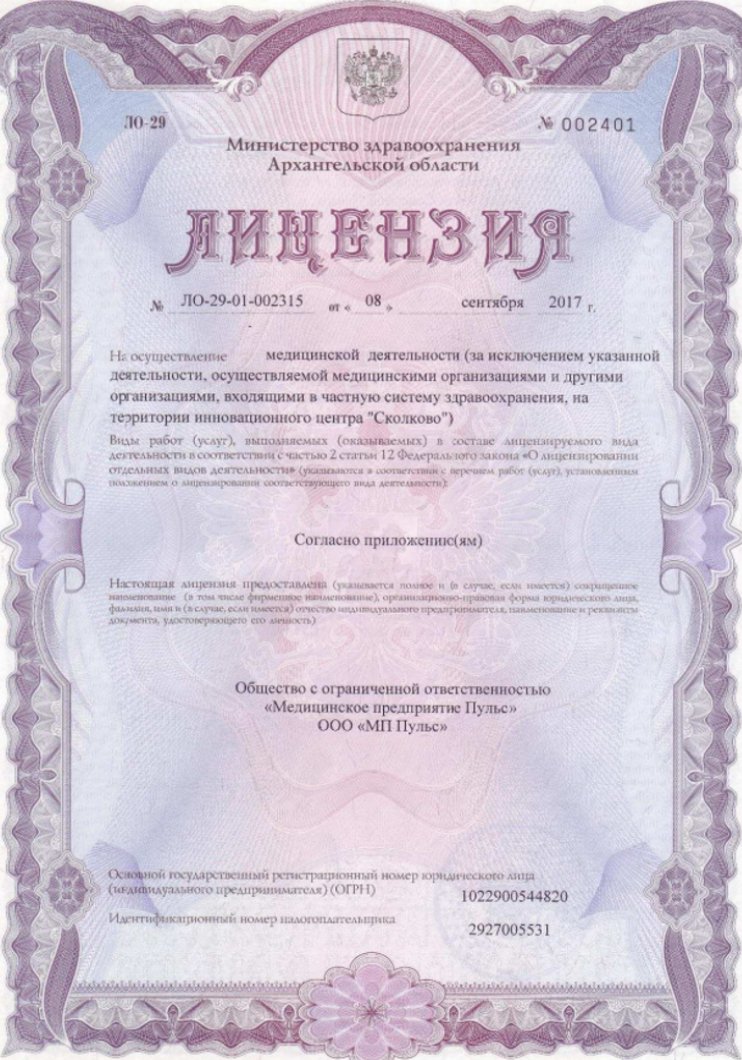 ЛО-29 № 002401
Министерство здравоохранения
Архангельской области
ЛИЦЕНЗИЯ
№ ЛО-29-01-002315 от « 08 » сентября 2017 г.
На осуществление медицинской деятельности (за исключением указанной
деятельности, осуществляемой медицинскими организациями и другими
организациями, входящими в частную систему здравоохранения, на
территории инновационного центра "Сколково")
Виды работ (услуг), выполняемых (оказываемых) в составе лицензируемого вида
деятельности в соответствии с частью 2 статьи 12 Федерального закона «О лицензировании
отдельных видов деятельности» (указываются в соответствии с перечнем работ (услуг), установленным
положением о лицензировании соответствующего вида деятельности):
Согласно приложению(ям)
Настоящая лицензия предоставлена (указывается полное и (в случае, если имеется) сокращенное
наименование (в том числе фирменное наименование), организационно-правовая форма юридического лица,
фамилия, имя и (в случае, если имеется) отчество индивидуального предпринимателя, наименование и реквизиты
документа, удостоверяющего его личность)
Общество с ограниченной ответственностью
«Медицинское предприятие Пульс»
ООО «МП Пульс»
Основной государственный регистрационный номер юридического лица
(индивидуального предпринимателя) (ОГРН) 1022900544820
Идентификационный номер налогоплательщика 2927005531